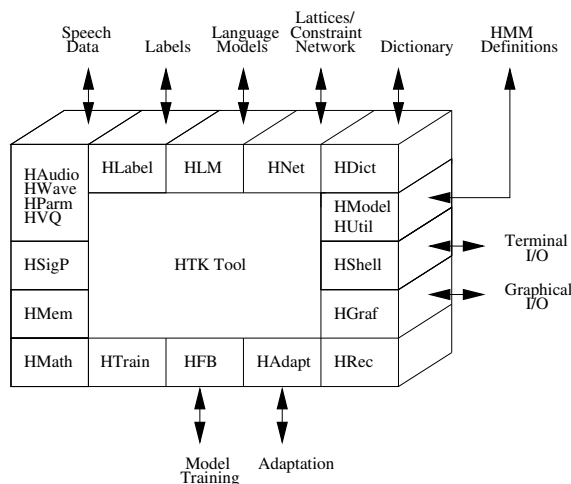 Speech
Data
Labels
Language
Models
Lattices/
Constraint
Network
Dictionary
HMM
Definitions
HAudio
HWave
HParm
HVQ
HLabel
HLM
HNet
HDict
HModel
HUtil
HSigP
HTK Tool
HShell
Terminal
I/O
HMem
HGraf
Graphical
I/O
HMath
HTrain
HFB
HAdapt
HRec
Model
Training
Adaptation